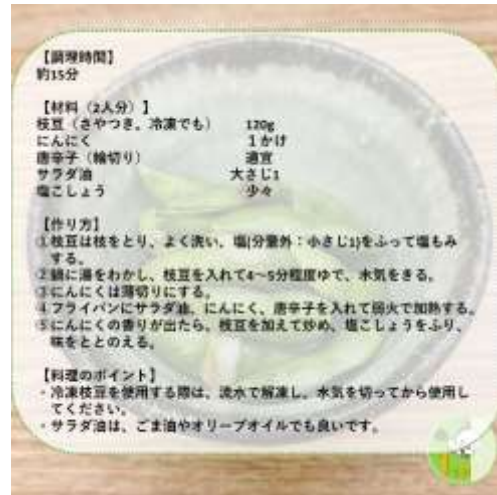 【調理時間】
約15分
【材料（2人分）】
枝豆（さやつき、冷凍でも） 120g
にんにく 1かけ
唐辛子（輪切り） 適宜
サラダ油 大さじ1
塩こしょう 少々
【作り方】
①枝豆は枝をとり、よく洗い、塩(分量外：小さじ1)をふって塩もみ
する。
②鍋に湯をわかし、枝豆を入れて4～5分程度ゆで、水気をきる。
③にんにくは薄切りにする。
④フライパンにサラダ油、にんにく、唐辛子を入れて弱火で加熱する。
⑤にんにくの香りが出たら、枝豆を加えて炒め、塩こしょうをふり、
味をととのえる。
【料理のポイント】
・冷凍枝豆を使用する際は、流水で解凍し、水気を切ってから使用し
てください。
・サラダ油は、ごま油やオリーブオイルでも良いです。